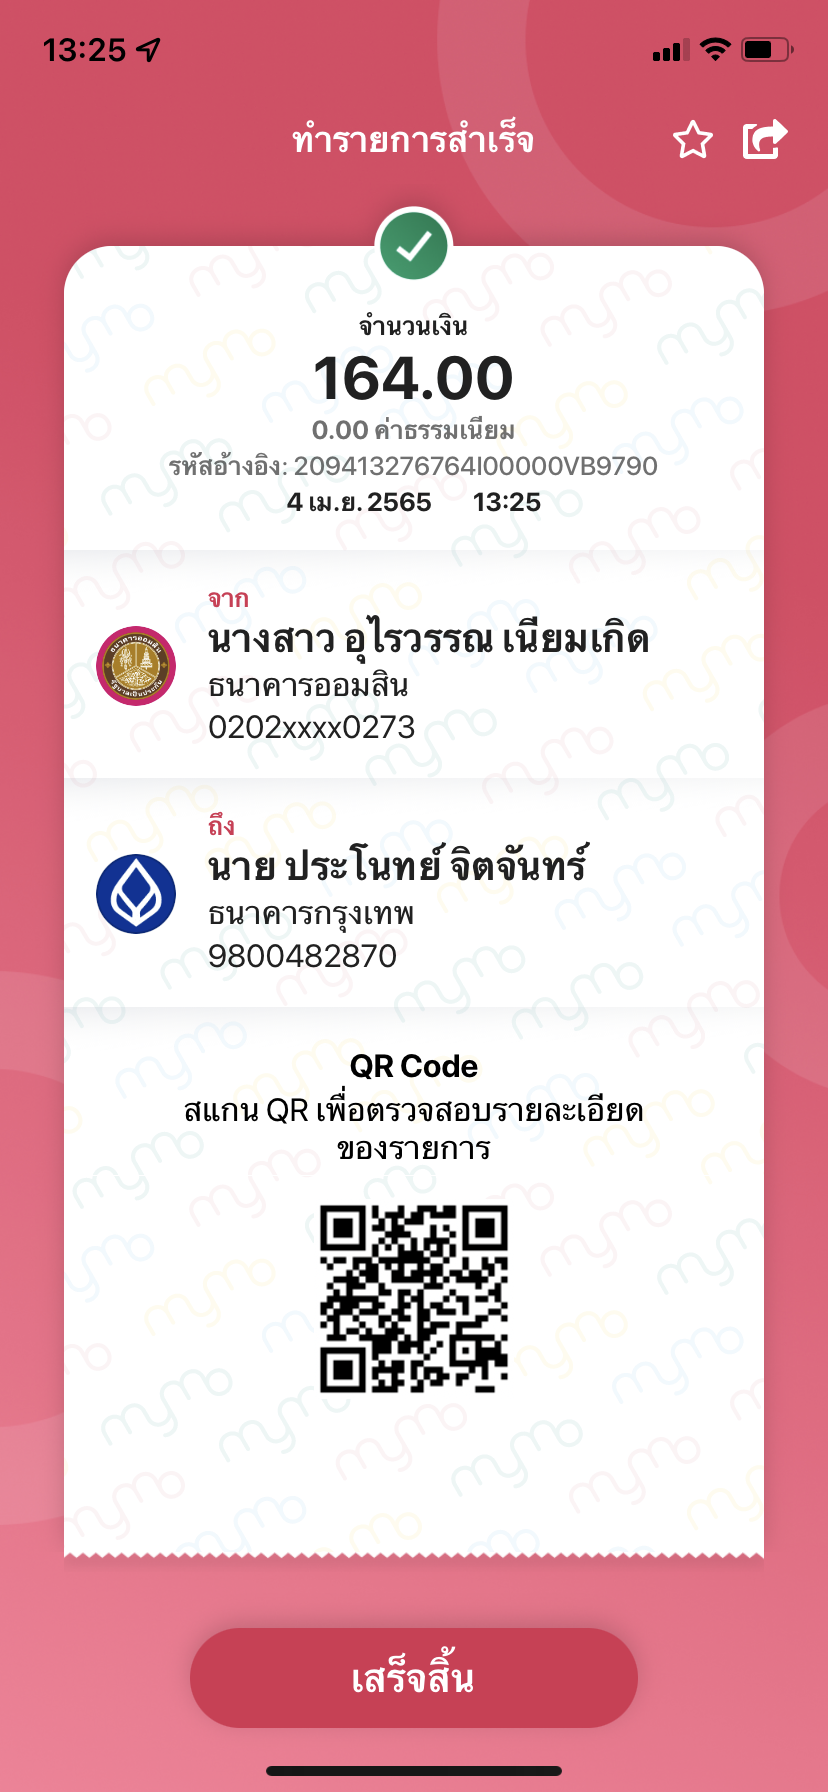 13:25
ทำรายการสำเร็จ
จำนวนเงิน
164.00
0.00 ค่าธรรมเนียม
รหัสอ้างอิง: 209413276764I00000VB9790
4 เม.ย. 2565 13:25
จาก
นางสาว อุไรวรรณ เนียมเกิด
ธนาคารออมสิน
0202xxxx0273
ถึง
นาย ประโนทย์ จิตจันทร์
ธนาคารกรุงเทพ
9800482870
QR Code
สแกน QR เพื่อตรวจสอบรายละเอียด
ของรายการ
เสร็จสิ้น